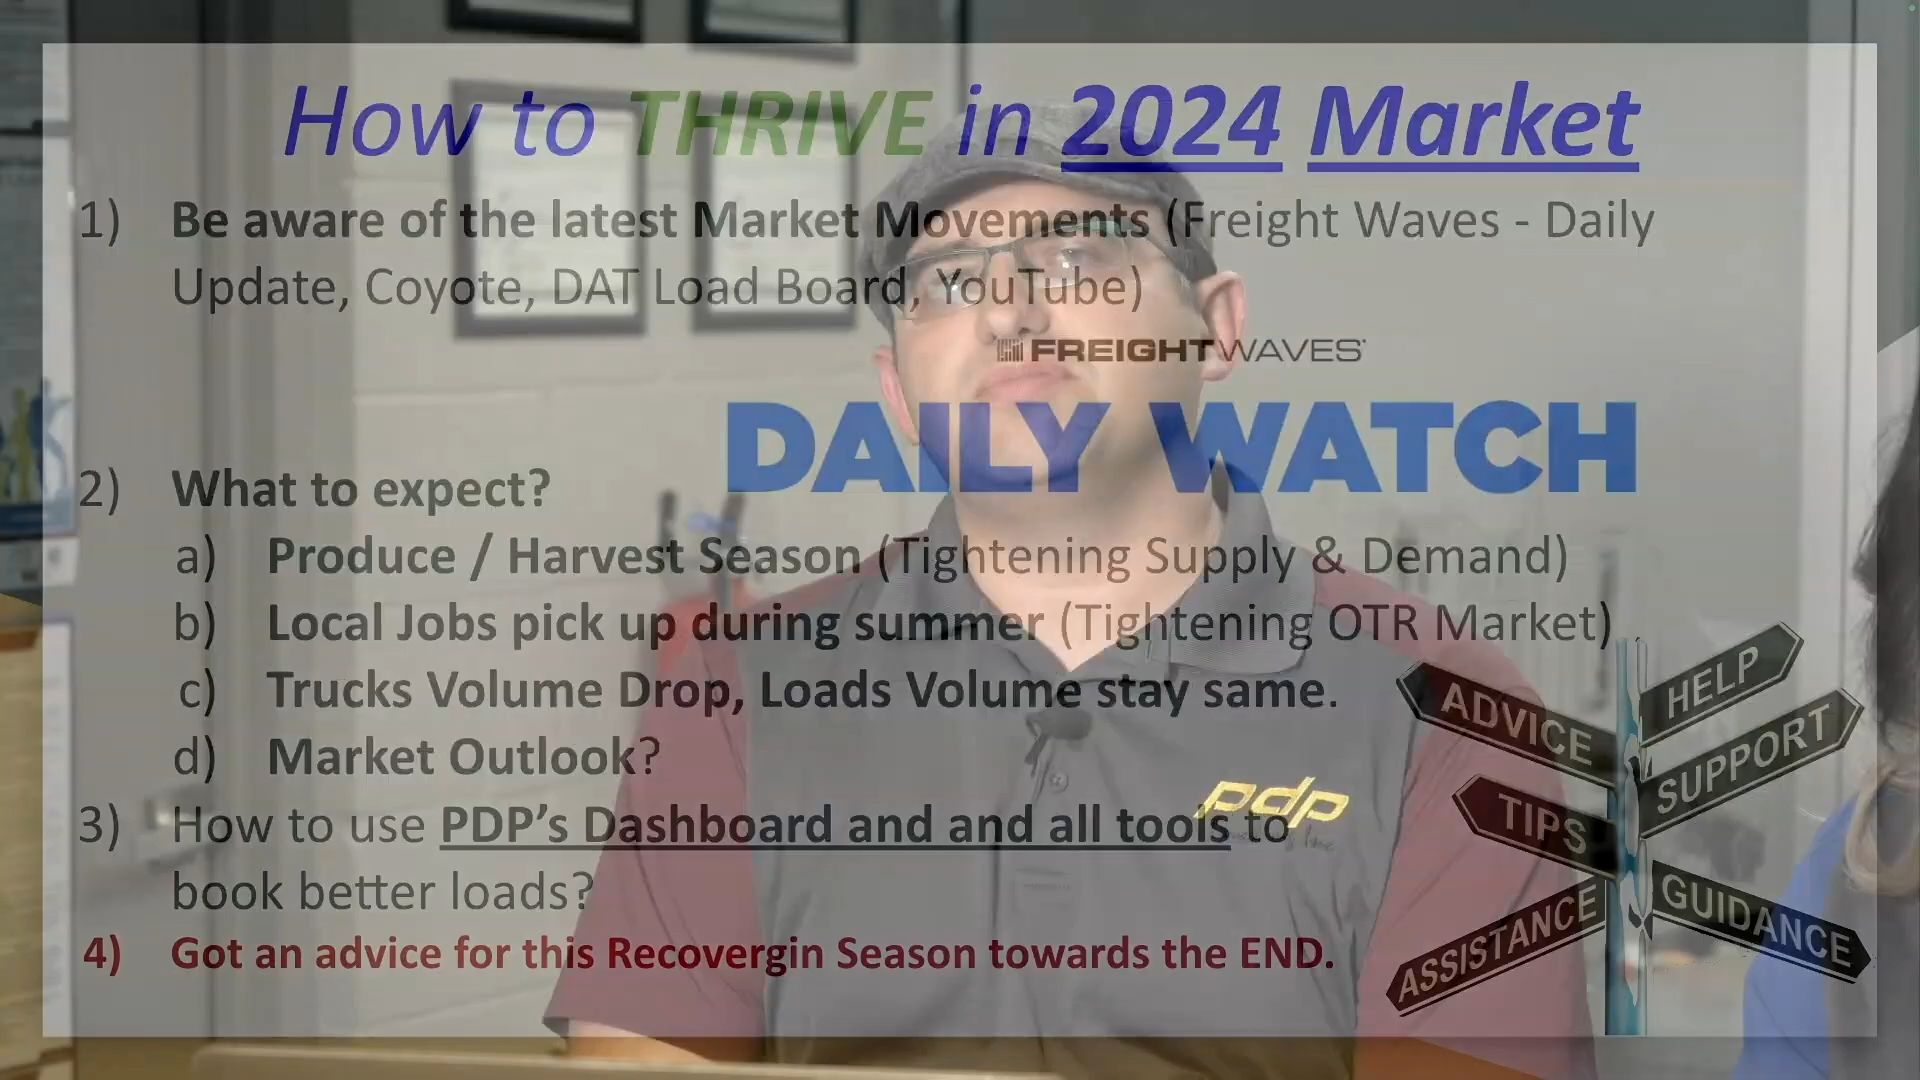 How to THRIVE in 2024 Market
1) Be aware of the latest Market Movements (Freight Waves - Daily
Update, Coyote, DAT Load Board, YouTube)
FREIGHTWAVES
DAILY WATCH
2) What to expect?
a) Produce / Harvest Season (Tightening Supply & Demand)
b) Local Jobs pick up during summer (Tightening OTR Market)
c) Trucks Volume Drop, Loads Volume stay same.
d) Market Outlook?
3) How to use PDP’s Dashboard and and all tools to
book better loads?
4) Got an advice for this Recovergin Season towards the END.
pdp
HELP
ADVICE
SUPPORT
TIPS
GUIDANCE
ASSISTANCE